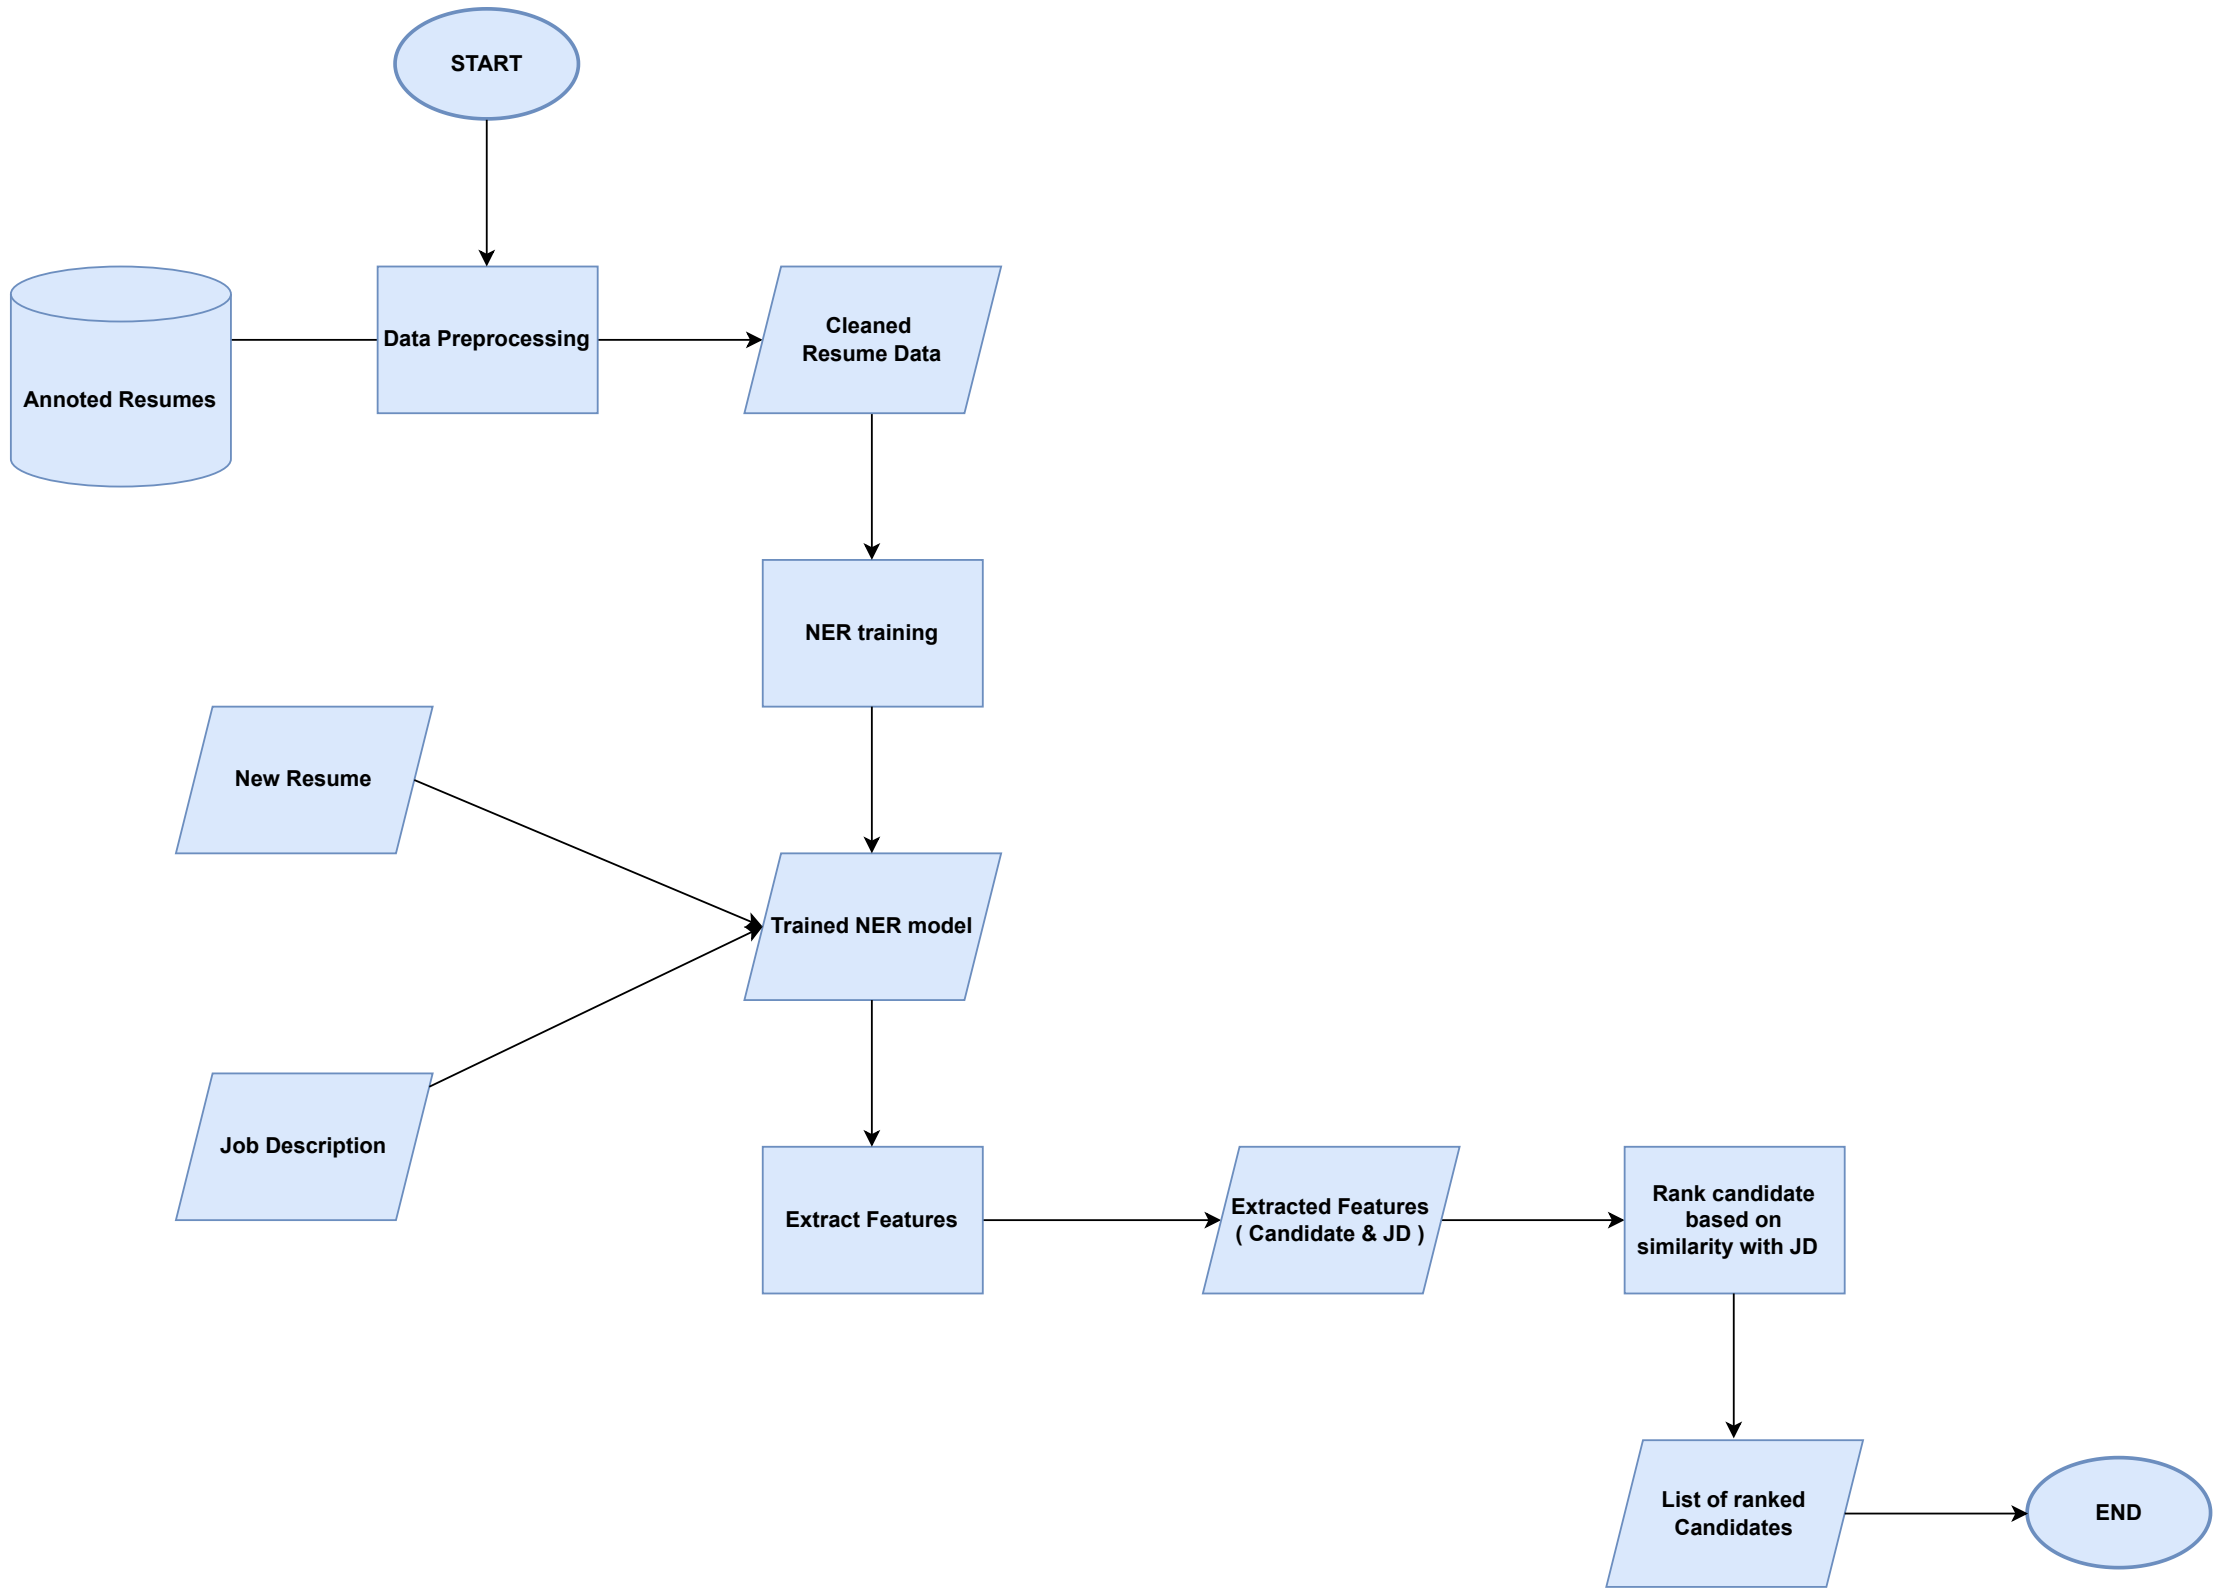 START
Annoted Resumes
Data Preprocessing
Cleaned
Resume Data
NER training
New Resume
Trained NER model
Job Description
Extract Features
Extracted Features
( Candidate & JD )
Rank candidate
based on
similarity with JD
List of ranked
Candidates
END